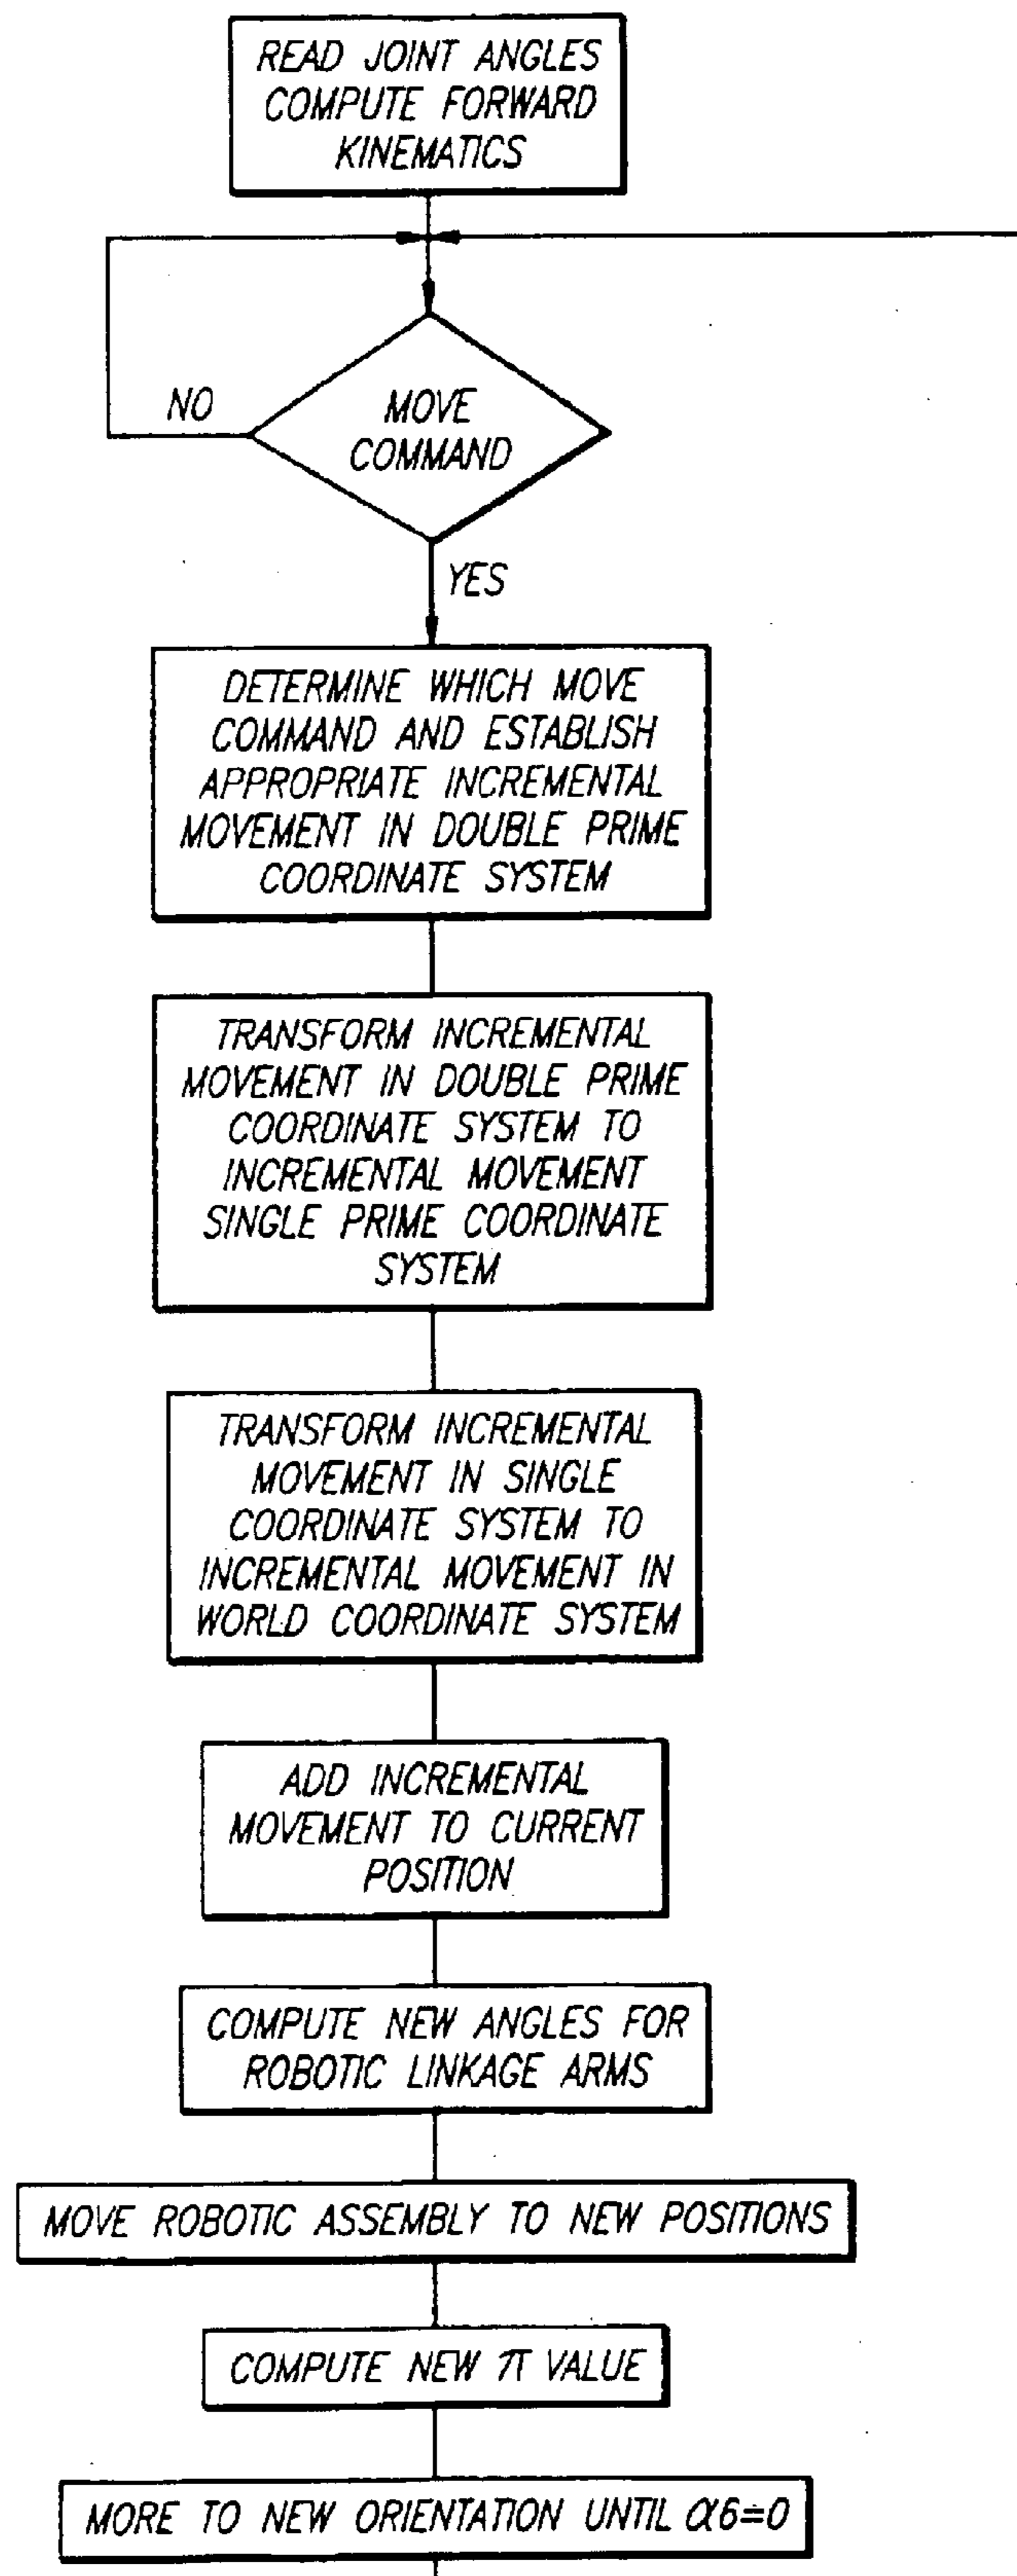 READ JOINT ANGLES
COMPUTE FORWARD
KINEMATICS
MOVE
COMMAND
NO
YES
DETERMINE WHICH MOVE
COMMAND AND ESTABLISH
APPROPRIATE INCREMENTAL
MOVEMENT IN DOUBLE PRIME
COORDINATE SYSTEM
TRANSFORM INCREMENTAL
MOVEMENT IN DOUBLE PRIME
COORDINATE SYSTEM TO
INCREMENTAL MOVEMENT
SINGLE PRIME COORDINATE
SYSTEM
TRANSFORM INCREMENTAL
MOVEMENT IN SINGLE
COORDINATE SYSTEM TO
INCREMENTAL MOVEMENT IN
WORLD COORDINATE SYSTEM
ADD INCREMENTAL
MOVEMENT TO CURRENT
POSITION
COMPUTE NEW ANGLES FOR
ROBOTIC LINKAGE ARMS
MOVE ROBOTIC ASSEMBLY TO NEW POSITIONS
COMPUTE NEW π VALUE
MORE TO NEW ORIENTATION UNTIL α6=0